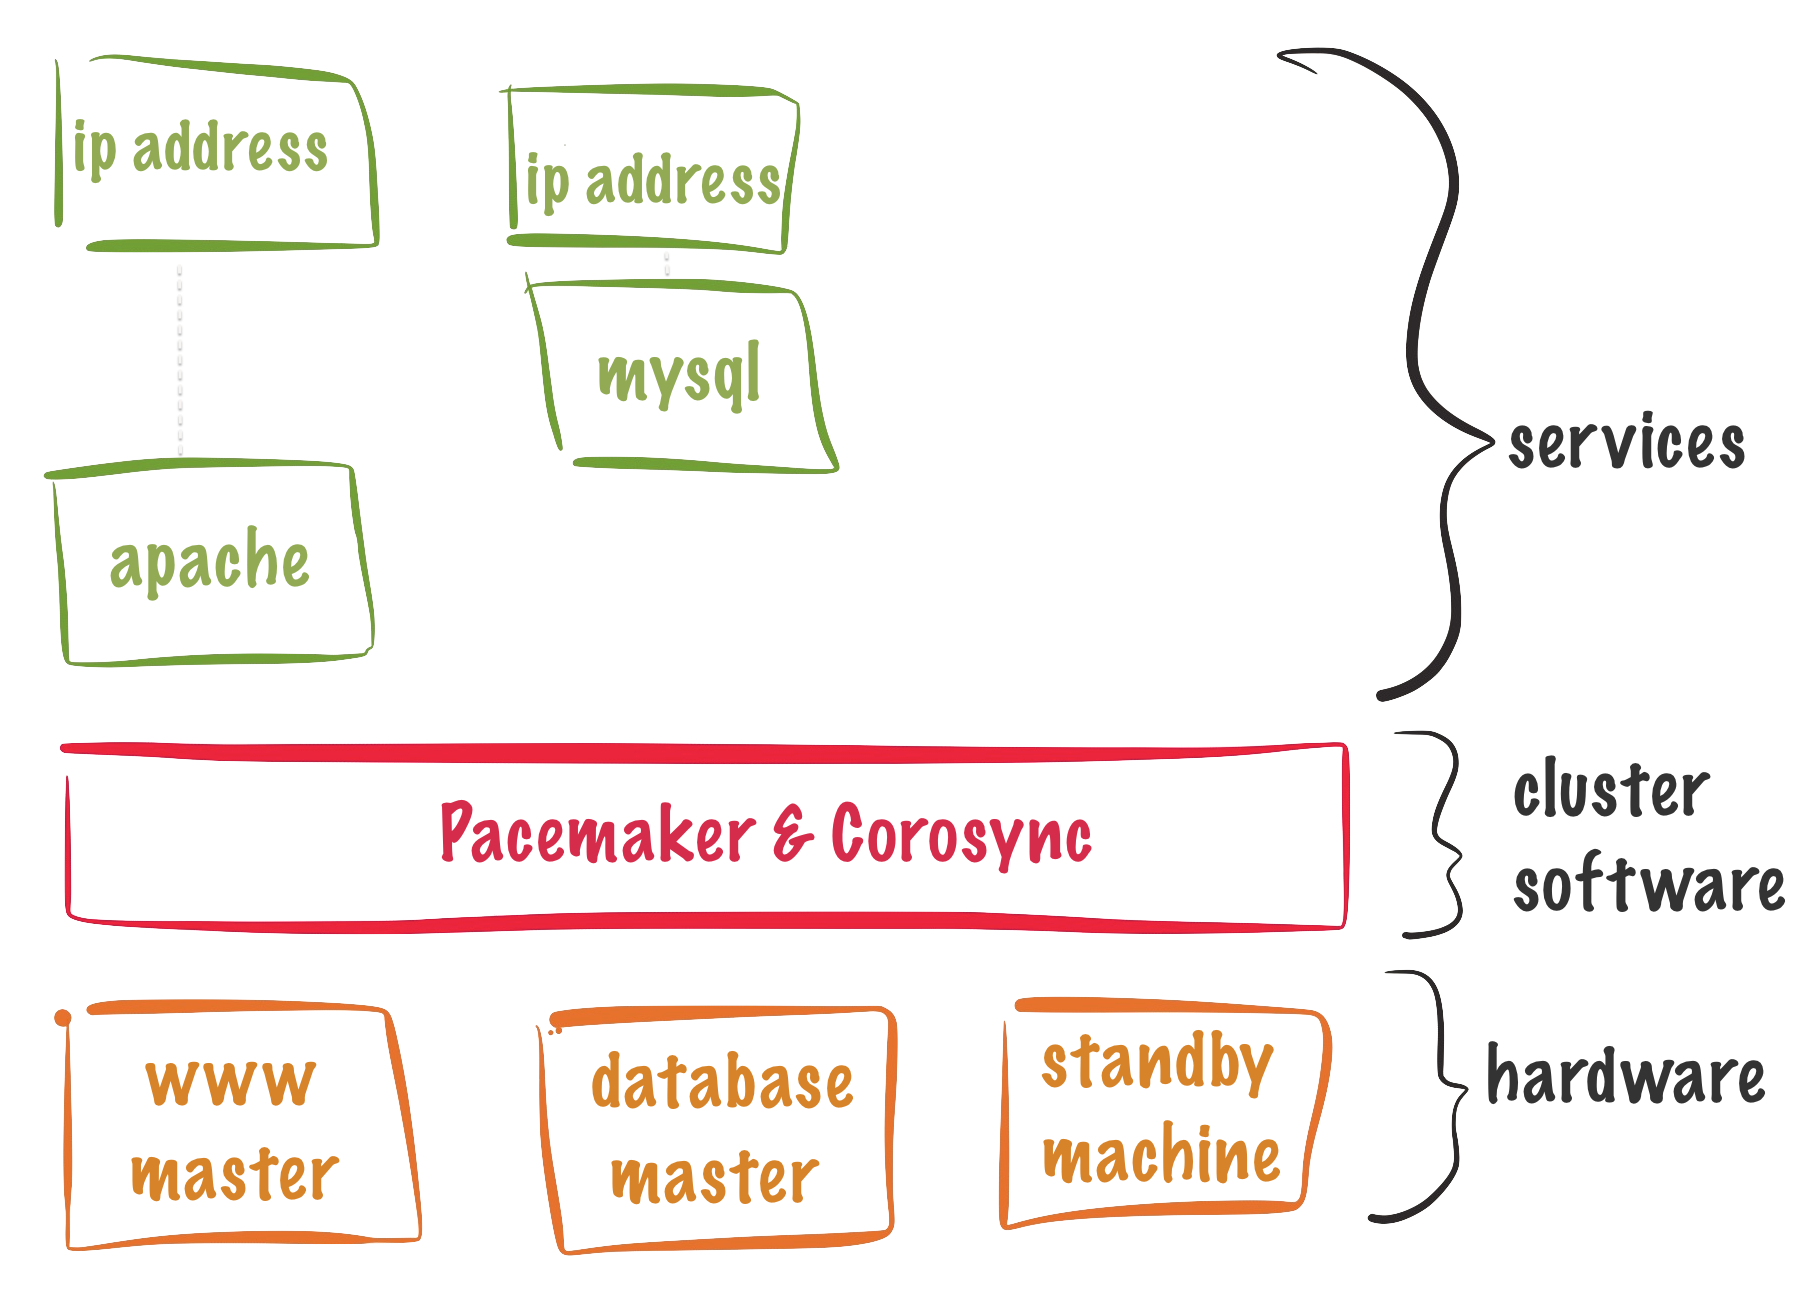 ip address
ip address
mysql
apache
services
Pacemaker & Corosync
cluster
software
www
master
database
master
standby
machine
hardware